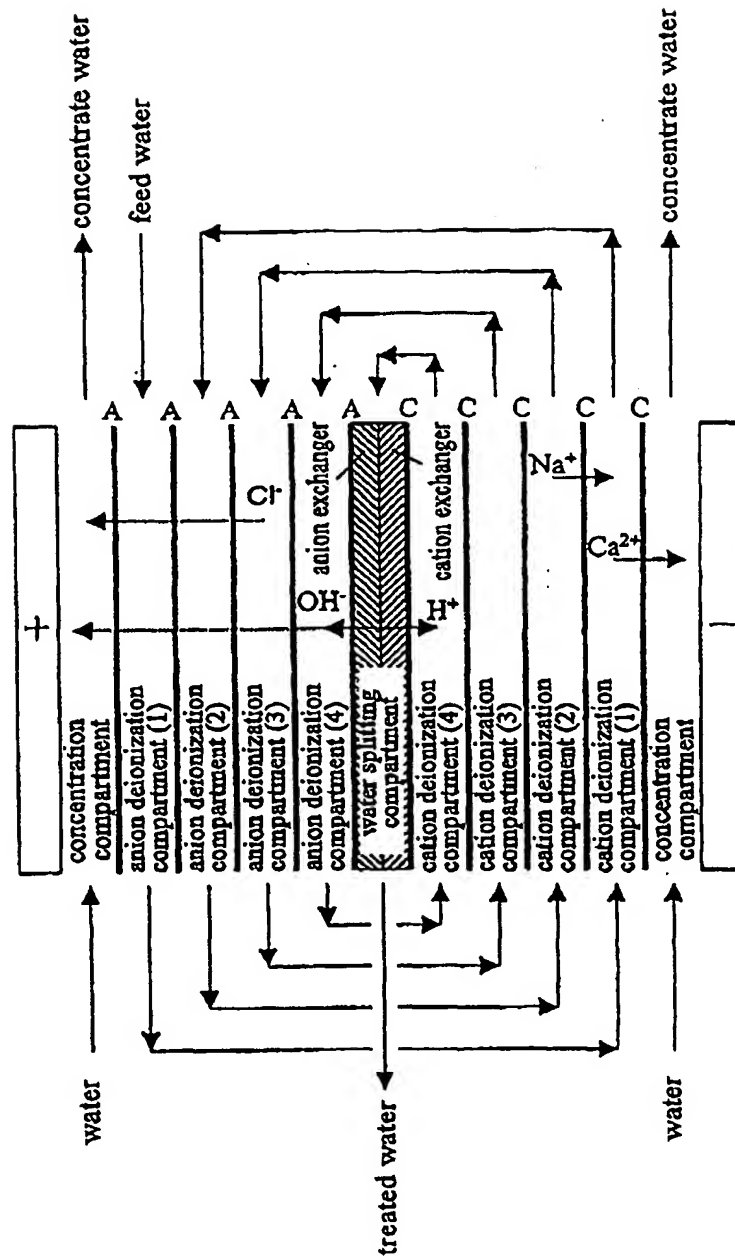 concentrate water
feed water
concentrate water
A
A
A
A
A
C
C
C
C
C
+
Cl-
anion exchanger
OH-
H+
cation exchanger
Na+
Ca2+
−
concentration
compartment
anion deionization
compartment (1)
anion deionization
compartment (2)
anion deionization
compartment (3)
anion deionization
compartment (4)
water splitting
compartment
cation deionization
compartment (4)
cation deionization
compartment (3)
cation deionization
compartment (2)
cation deionization
compartment (1)
concentration
compartment
water
treated water
water